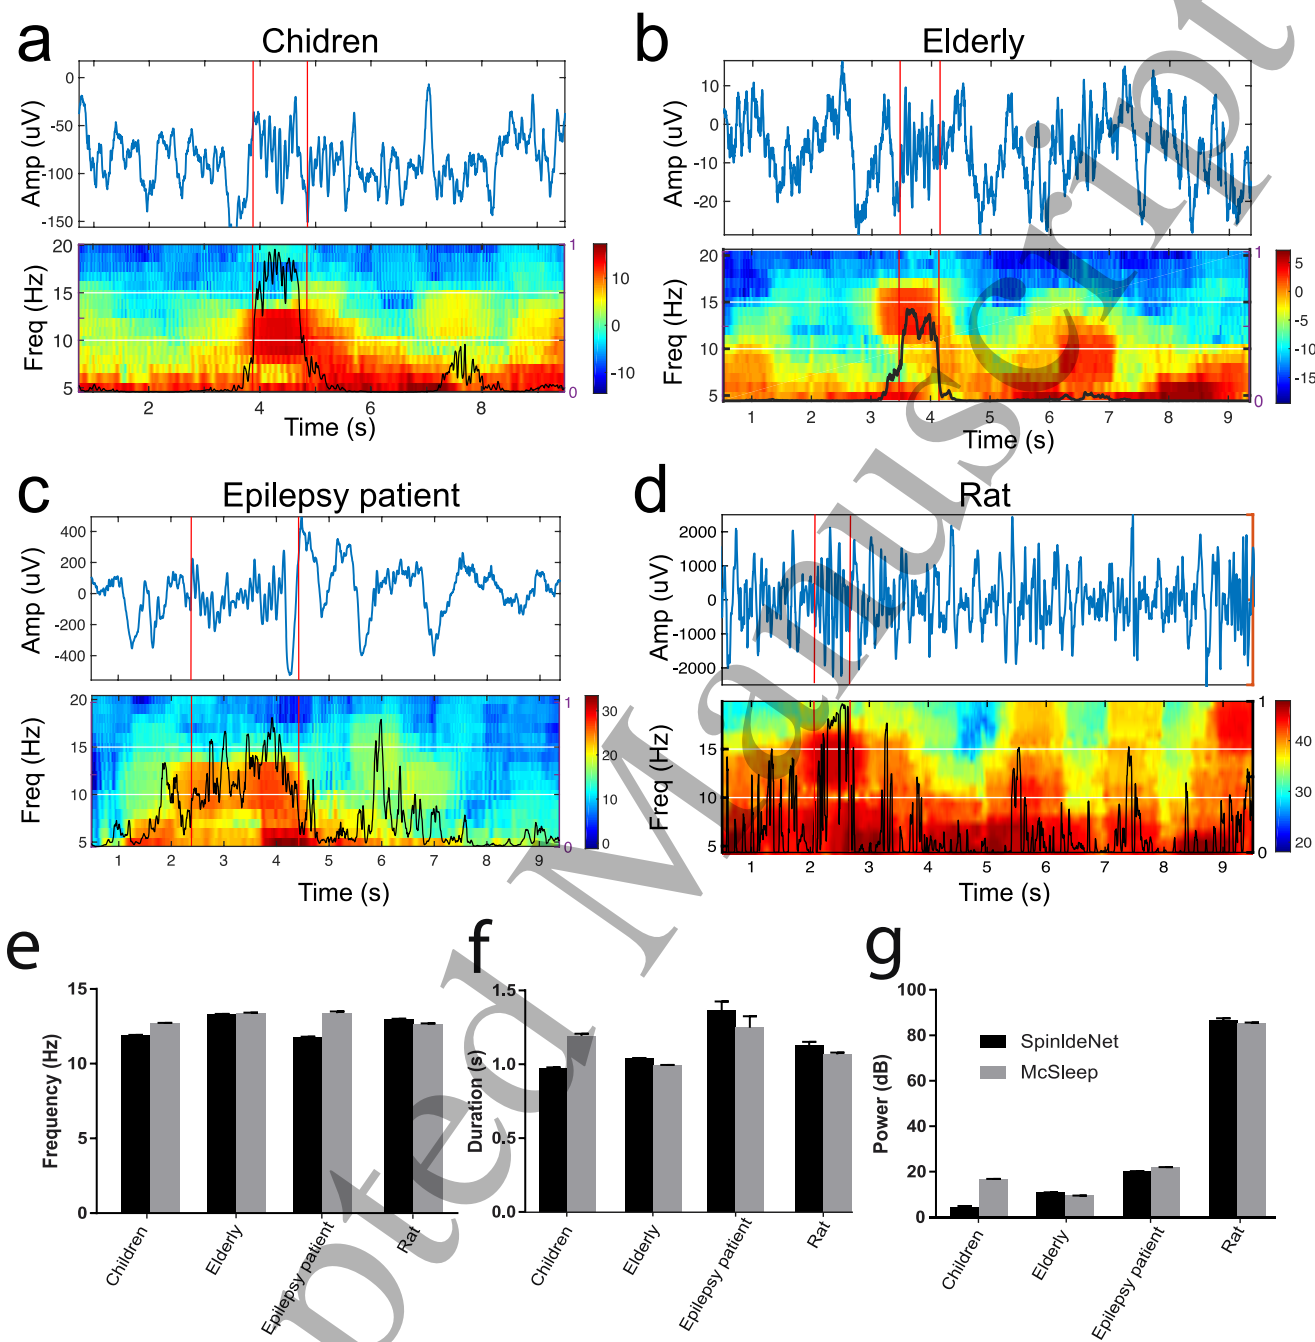 a
Chidren
0
-50
-100
-150
Amp (uV)
20
15
10
5
Freq (Hz)
1
0
10
0
-10
2
4
6
8
Time (s)
b
Elderly
10
0
-10
-20
Amp (uV)
20
15
10
5
Freq (Hz)
1
0
5
0
-5
-10
-15
1
2
3
4
5
6
7
8
9
Time (s)
c
Epilepsy patient
400
200
0
-200
-400
Amp (uV)
20
15
10
5
Freq (Hz)
1
0
30
20
10
0
1
2
3
4
5
6
7
8
9
Time (s)
d
Rat
2000
1000
0
-1000
-2000
Amp (uV)
15
10
5
Freq (Hz)
1
0
40
30
20
1
2
3
4
5
6
7
8
9
Time (s)
e
15
10
5
0
Frequency (Hz)
Children
Elderly
Epilepsy patient
Rat
f
1.5
1.0
0.5
0.0
Duration (s)
Children
Elderly
Epilepsy patient
Rat
g
100
80
60
40
20
0
Power (dB)
SpinIdeNet
McSleep
Children
Elderly
Epilepsy patient
Rat
pted Manuscript